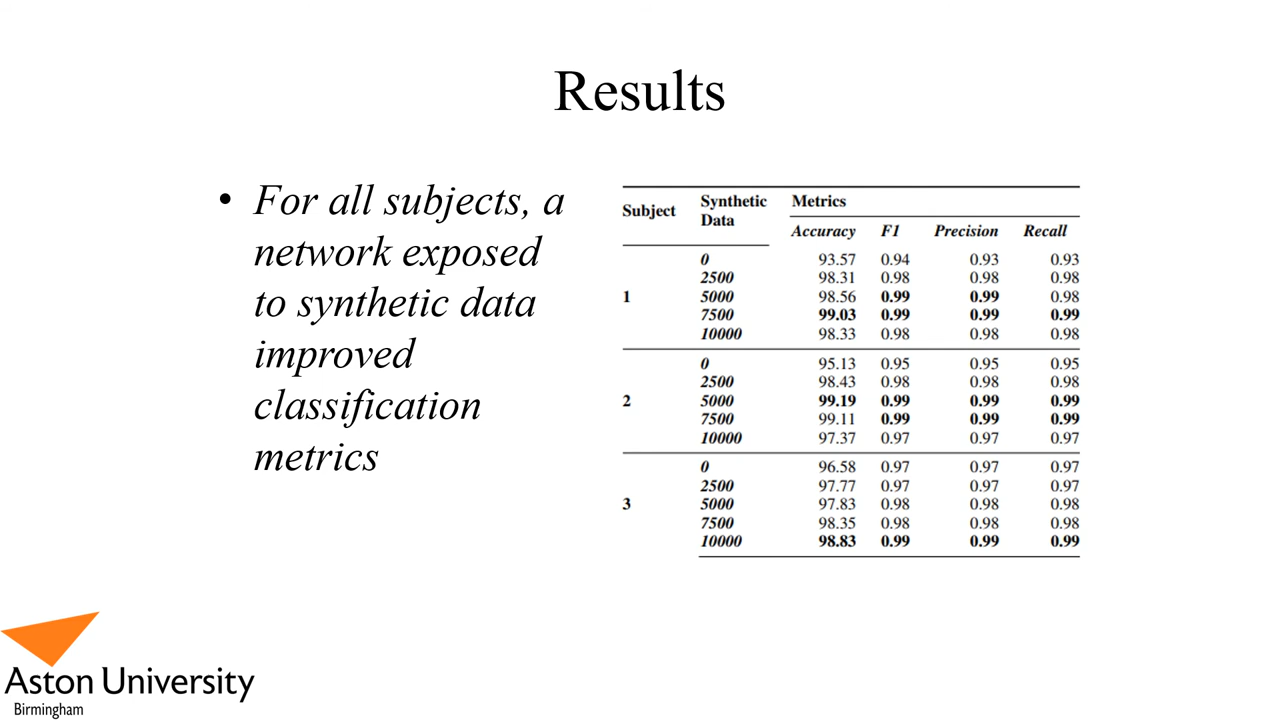 Results
• For all subjects, a
network exposed
to synthetic data
improved
classification
metrics
Subject Synthetic Data Metrics
Accuracy F1 Precision Recall
0 93.57 0.94 0.93 0.93
2500 98.31 0.98 0.98 0.98
1 5000 98.56 0.99 0.99 0.98
7500 99.03 0.99 0.99 0.99
10000 98.33 0.98 0.98 0.98
0 95.13 0.95 0.95 0.95
2500 98.43 0.98 0.98 0.98
2 5000 99.19 0.99 0.99 0.99
7500 99.11 0.99 0.99 0.99
10000 97.37 0.97 0.97 0.97
0 96.58 0.97 0.97 0.97
2500 97.77 0.97 0.97 0.97
3 5000 97.83 0.98 0.98 0.98
7500 98.35 0.98 0.98 0.98
10000 98.83 0.99 0.99 0.99
Aston University
Birmingham